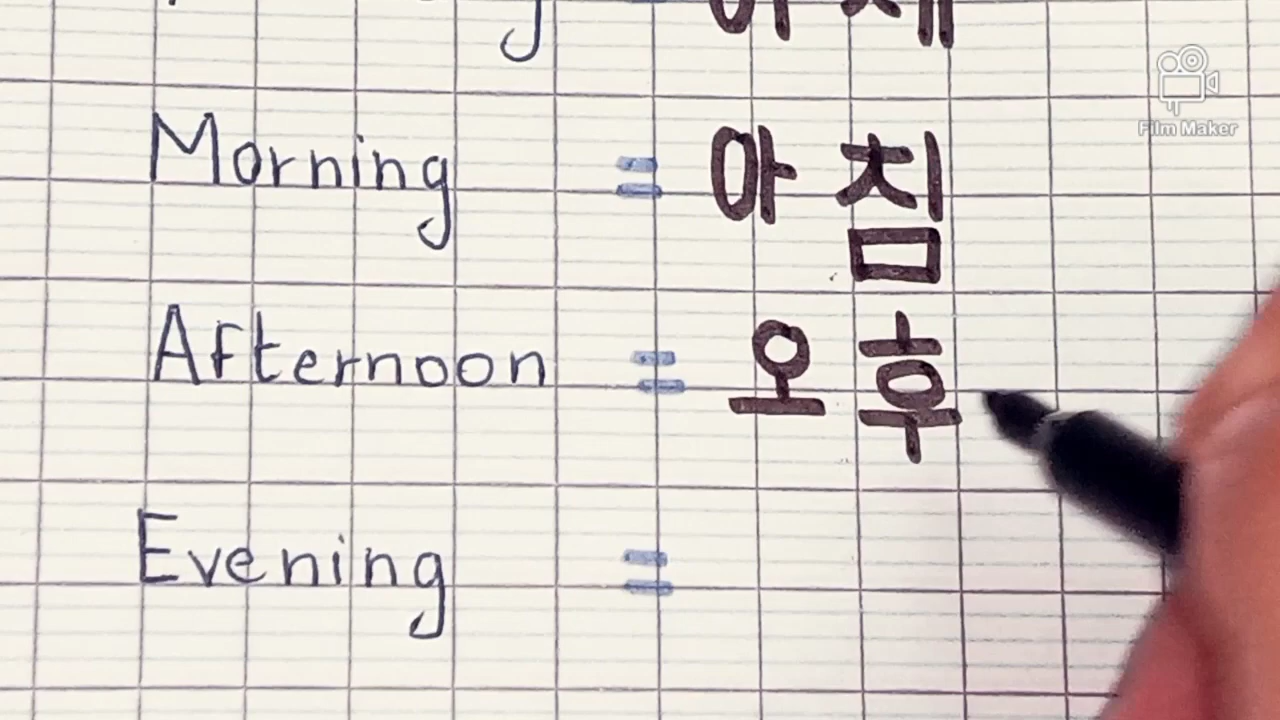 Morning = 아침
Afternoon = 오후
Evening =
Film Maker